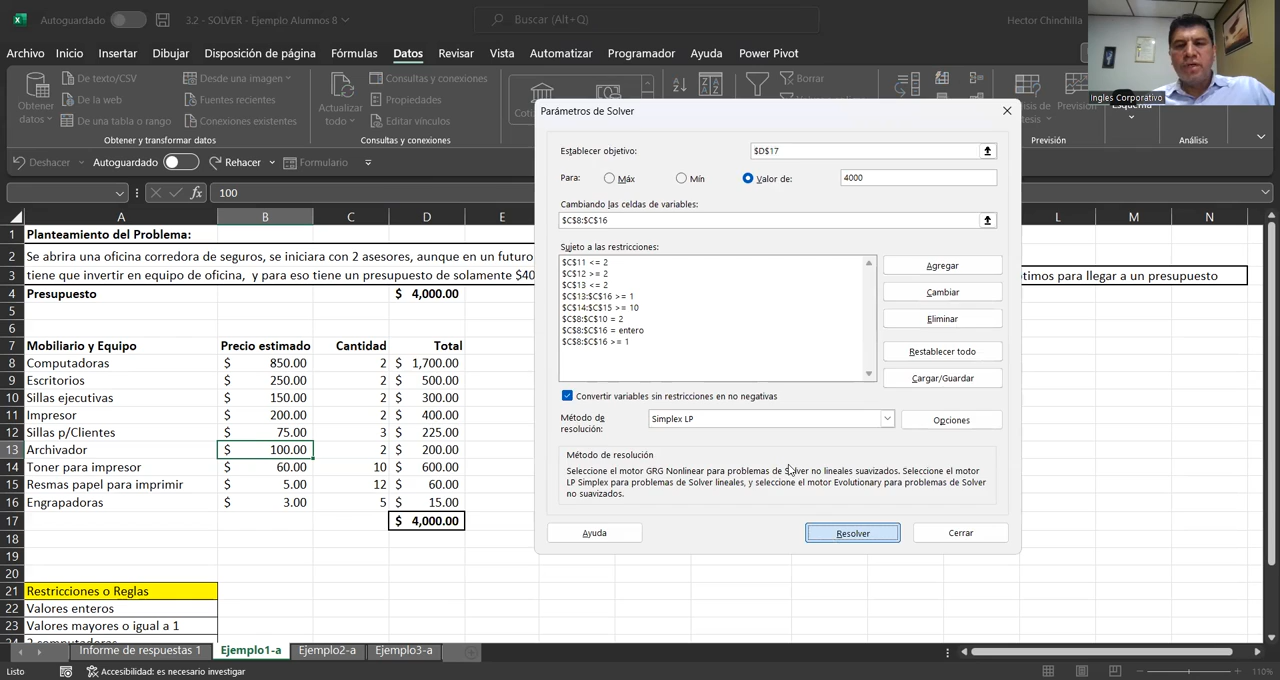 Autoguardado
3.2 - SOLVER - Ejemplo Alumnos 8
Buscar (Alt+Q)
Hector Chinchilla
Archivo Inicio Insertar Dibujar Disposición de página Fórmulas Datos Revisar Vista Automatizar Programador Ayuda Power Pivot
Ingles Corporativo
Obtener datos
De texto/CSV
De la web
De una tabla o rango
Desde una imagen
Fuentes recientes
Conexiones existentes
Obtener y transformar datos
Actualizar todo
Consultas y conexiones
Propiedades
Editar vínculos
Consultas y conexiones
Borrar
Previsión
Análisis
Deshacer Autoguardado Rehacer Formulario
fx 100
A B C D E L M N
1 Planteamiento del Problema:
2 Se abrira una oficina corredora de seguros, se iniciara con 2 asesores, aunque en un futuro
3 tiene que invertir en equipo de oficina, y para eso tiene un presupuesto de solamente $40
timos para llegar a un presupuesto
4 Presupuesto $ 4,000.00
5
6
7 Mobiliario y Equipo Precio estimado Cantidad Total
8 Computadoras $ 850.00 2 $ 1,700.00
9 Escritorios $ 250.00 2 $ 500.00
10 Sillas ejecutivas $ 150.00 2 $ 300.00
11 Impresor $ 200.00 2 $ 400.00
12 Sillas p/Clientes $ 75.00 3 $ 225.00
13 Archivador $ 100.00 2 $ 200.00
14 Toner para impresor $ 60.00 10 $ 600.00
15 Resmas papel para imprimir $ 5.00 12 $ 60.00
16 Engrapadoras $ 3.00 5 $ 15.00
17 $ 4,000.00
18
19
20
21 Restricciones o Reglas
22 Valores enteros
23 Valores mayores o igual a 1
Parámetros de Solver
Establecer objetivo: $D$17
Para: Máx Mín Valor de: 4000
Cambiando las celdas de variables:
$C$8:$C$16
Sujeto a las restricciones:
$C$11 <= 2
$C$12 >= 2
$C$13 <= 2
$C$13:$C$16 >= 1
$C$14:$C$15 >= 10
$C$8:$C$10 = 2
$C$8:$C$16 = entero
$C$8:$C$16 >= 1
Agregar
Cambiar
Eliminar
Restablecer todo
Cargar/Guardar
Convertir variables sin restricciones en no negativas
Método de resolución: Simplex LP
Opciones
Método de resolución
Seleccione el motor GRG Nonlinear para problemas de Solver no lineales suavizados. Seleccione el motor
LP Simplex para problemas de Solver lineales, y seleccione el motor Evolutionary para problemas de Solver
no suavizados.
Ayuda Resolver Cerrar
Informe de respuestas 1 Ejemplo1-a Ejemplo2-a Ejemplo3-a
Listo Accesibilidad: es necesario investigar 110%